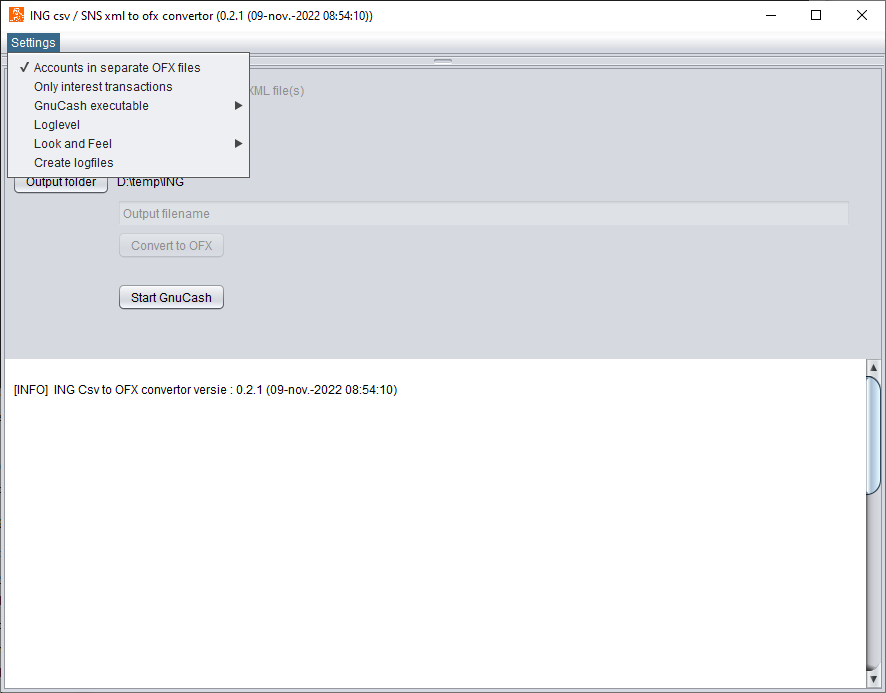 ING csv / SNS xml to ofx convertor (0.2.1 (09-nov.-2022 08:54:10))
Settings
✓ Accounts in separate OFX files
Only interest transactions
XML file(s)
GnuCash executable
Loglevel
Look and Feel
Create logfiles
Output folder D:\temp\ING
Output filename
Convert to OFX
Start GnuCash
[INFO] ING Csv to OFX convertor versie : 0.2.1 (09-nov.-2022 08:54:10)